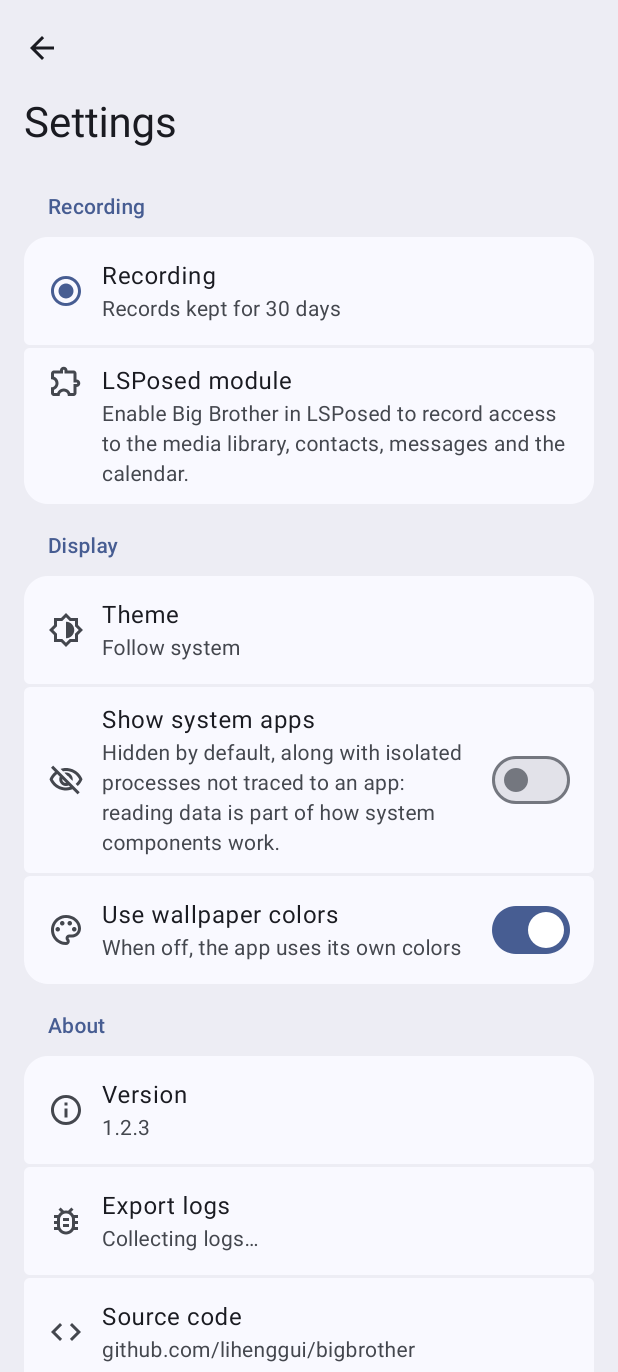 Settings
Recording
Recording
Records kept for 30 days
LSPosed module
Enable Big Brother in LSPosed to record access
to the media library, contacts, messages and the
calendar.
Display
Theme
Follow system
Show system apps
Hidden by default, along with isolated
processes not traced to an app:
reading data is part of how system
components work.
Use wallpaper colors
When off, the app uses its own colors
About
Version
1.2.3
Export logs
Collecting logs…
Source code
github.com/lihenggui/bigbrother